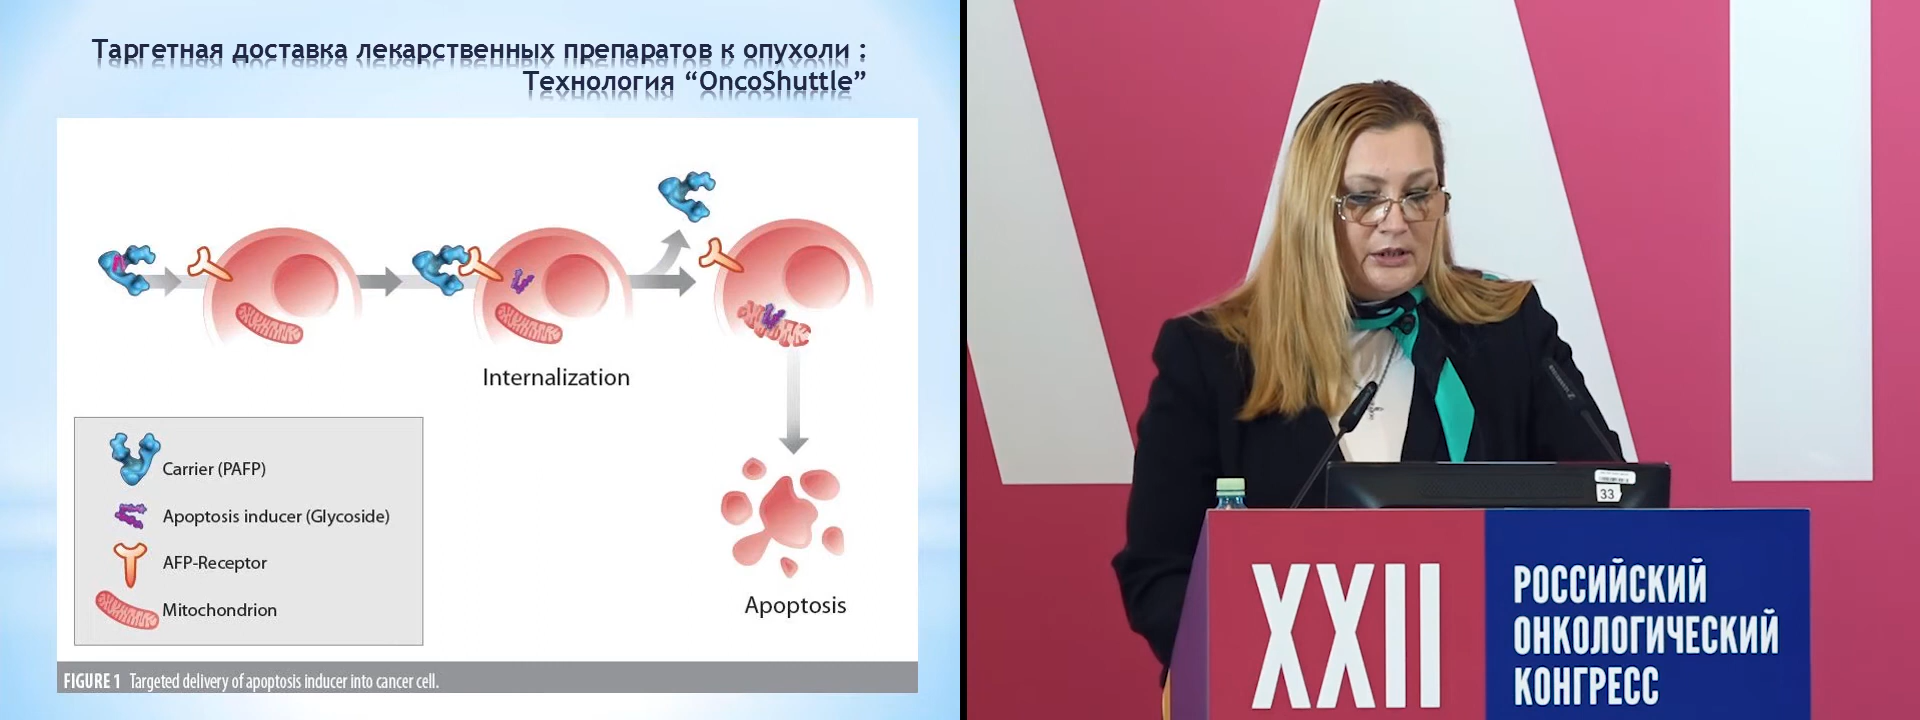 Таргетная доставка лекарственных препаратов к опухоли :
Технология “OncoShuttle”
Internalization
Carrier (PAFP)
Apoptosis inducer (Glycoside)
AFP-Receptor
Mitochondrion
Apoptosis
FIGURE 1 Targeted delivery of apoptosis inducer into cancer cell.
33
XXII
РОССИЙСКИЙ
ОНКОЛОГИЧЕСКИЙ
КОНГРЕСС